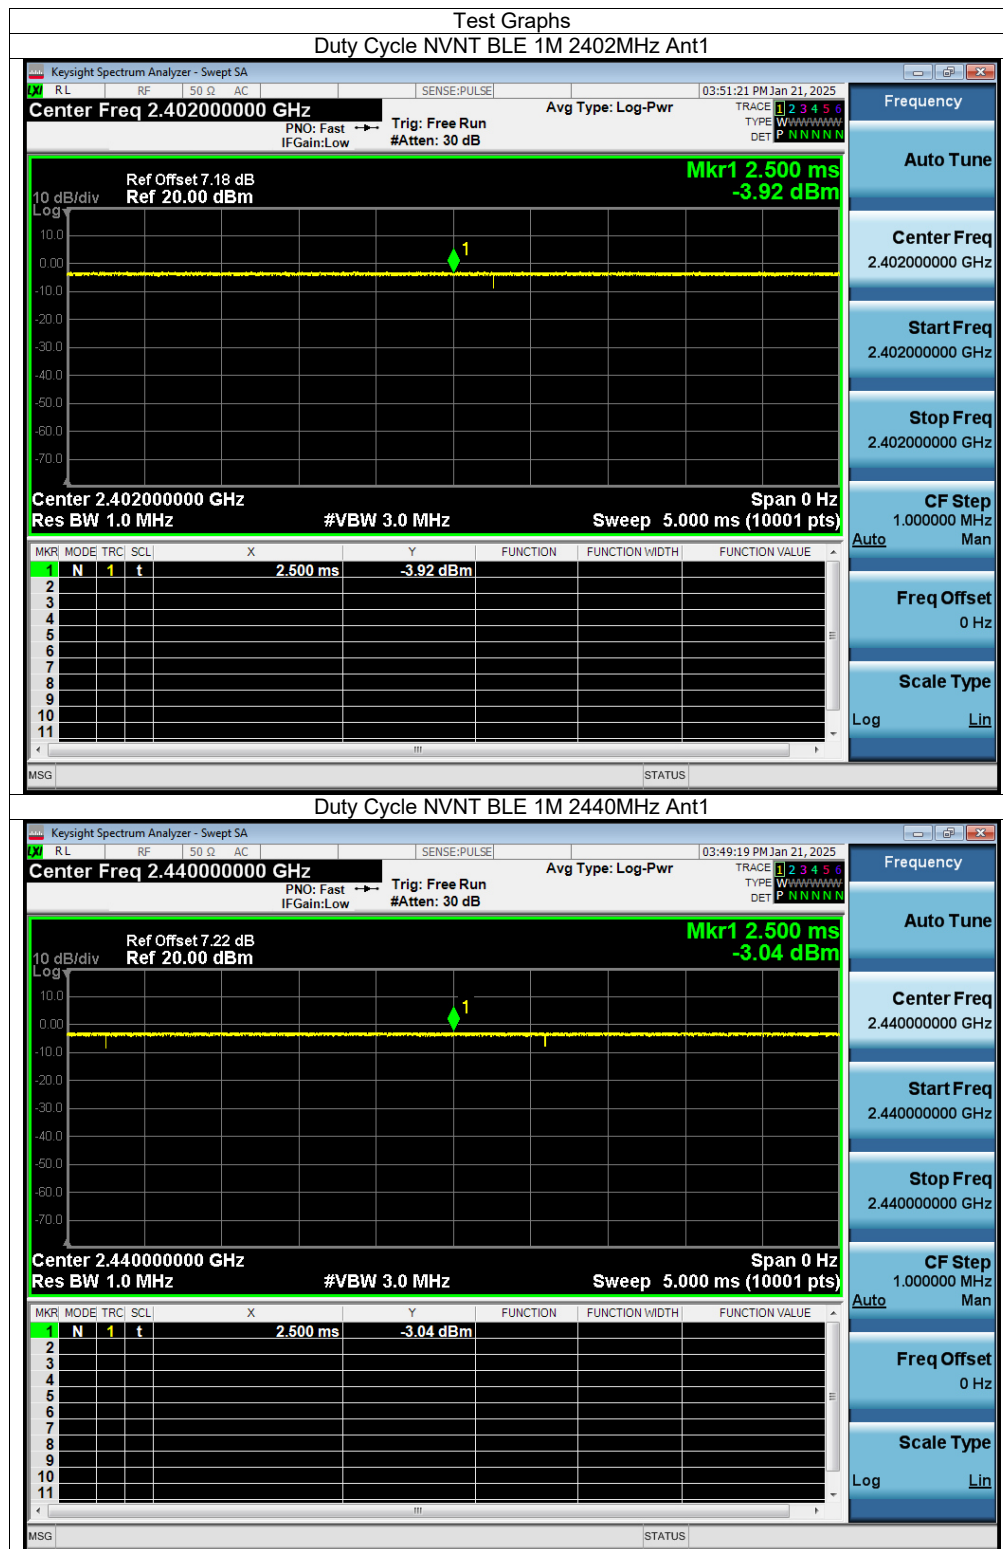 Test Graphs
Duty Cycle NVNT BLE 1M 2402MHz Ant1
Keysight Spectrum Analyzer - Swept SA
LXI RL RF 50 Ω AC SENSE:PULSE 03:51:21 PM Jan 21, 2025
Center Freq 2.402000000 GHz
PNO: Fast
IFGain:Low
Trig: Free Run
#Atten: 30 dB
Avg Type: Log-Pwr
TRACE 1 2 3 4 5 6
TYPE WWWWWW
DET P N N N N N
Frequency
Auto Tune
Center Freq
2.402000000 GHz
Start Freq
2.402000000 GHz
Stop Freq
2.402000000 GHz
CF Step
1.000000 MHz
Auto Man
Freq Offset
0 Hz
Scale Type
Log Lin
Mkr1 2.500 ms
-3.92 dBm
Ref Offset 7.18 dB
10 dB/div Ref 20.00 dBm
Log
10.0
0.00
-10.0
-20.0
-30.0
-40.0
-50.0
-60.0
-70.0
1
Center 2.402000000 GHz Span 0 Hz
Res BW 1.0 MHz #VBW 3.0 MHz Sweep 5.000 ms (10001 pts)
MKR MODE TRC SCL X Y FUNCTION FUNCTION WIDTH FUNCTION VALUE
1 N 1 t 2.500 ms -3.92 dBm
2
3
4
5
6
7
8
9
10
11
MSG STATUS
Duty Cycle NVNT BLE 1M 2440MHz Ant1
Keysight Spectrum Analyzer - Swept SA
LXI RL RF 50 Ω AC SENSE:PULSE 03:49:19 PM Jan 21, 2025
Center Freq 2.440000000 GHz
PNO: Fast
IFGain:Low
Trig: Free Run
#Atten: 30 dB
Avg Type: Log-Pwr
TRACE 1 2 3 4 5 6
TYPE WWWWWW
DET P N N N N N
Frequency
Auto Tune
Center Freq
2.440000000 GHz
Start Freq
2.440000000 GHz
Stop Freq
2.440000000 GHz
CF Step
1.000000 MHz
Auto Man
Freq Offset
0 Hz
Scale Type
Log Lin
Mkr1 2.500 ms
-3.04 dBm
Ref Offset 7.22 dB
10 dB/div Ref 20.00 dBm
Log
10.0
0.00
-10.0
-20.0
-30.0
-40.0
-50.0
-60.0
-70.0
1
Center 2.440000000 GHz Span 0 Hz
Res BW 1.0 MHz #VBW 3.0 MHz Sweep 5.000 ms (10001 pts)
MKR MODE TRC SCL X Y FUNCTION FUNCTION WIDTH FUNCTION VALUE
1 N 1 t 2.500 ms -3.04 dBm
2
3
4
5
6
7
8
9
10
11
MSG STATUS